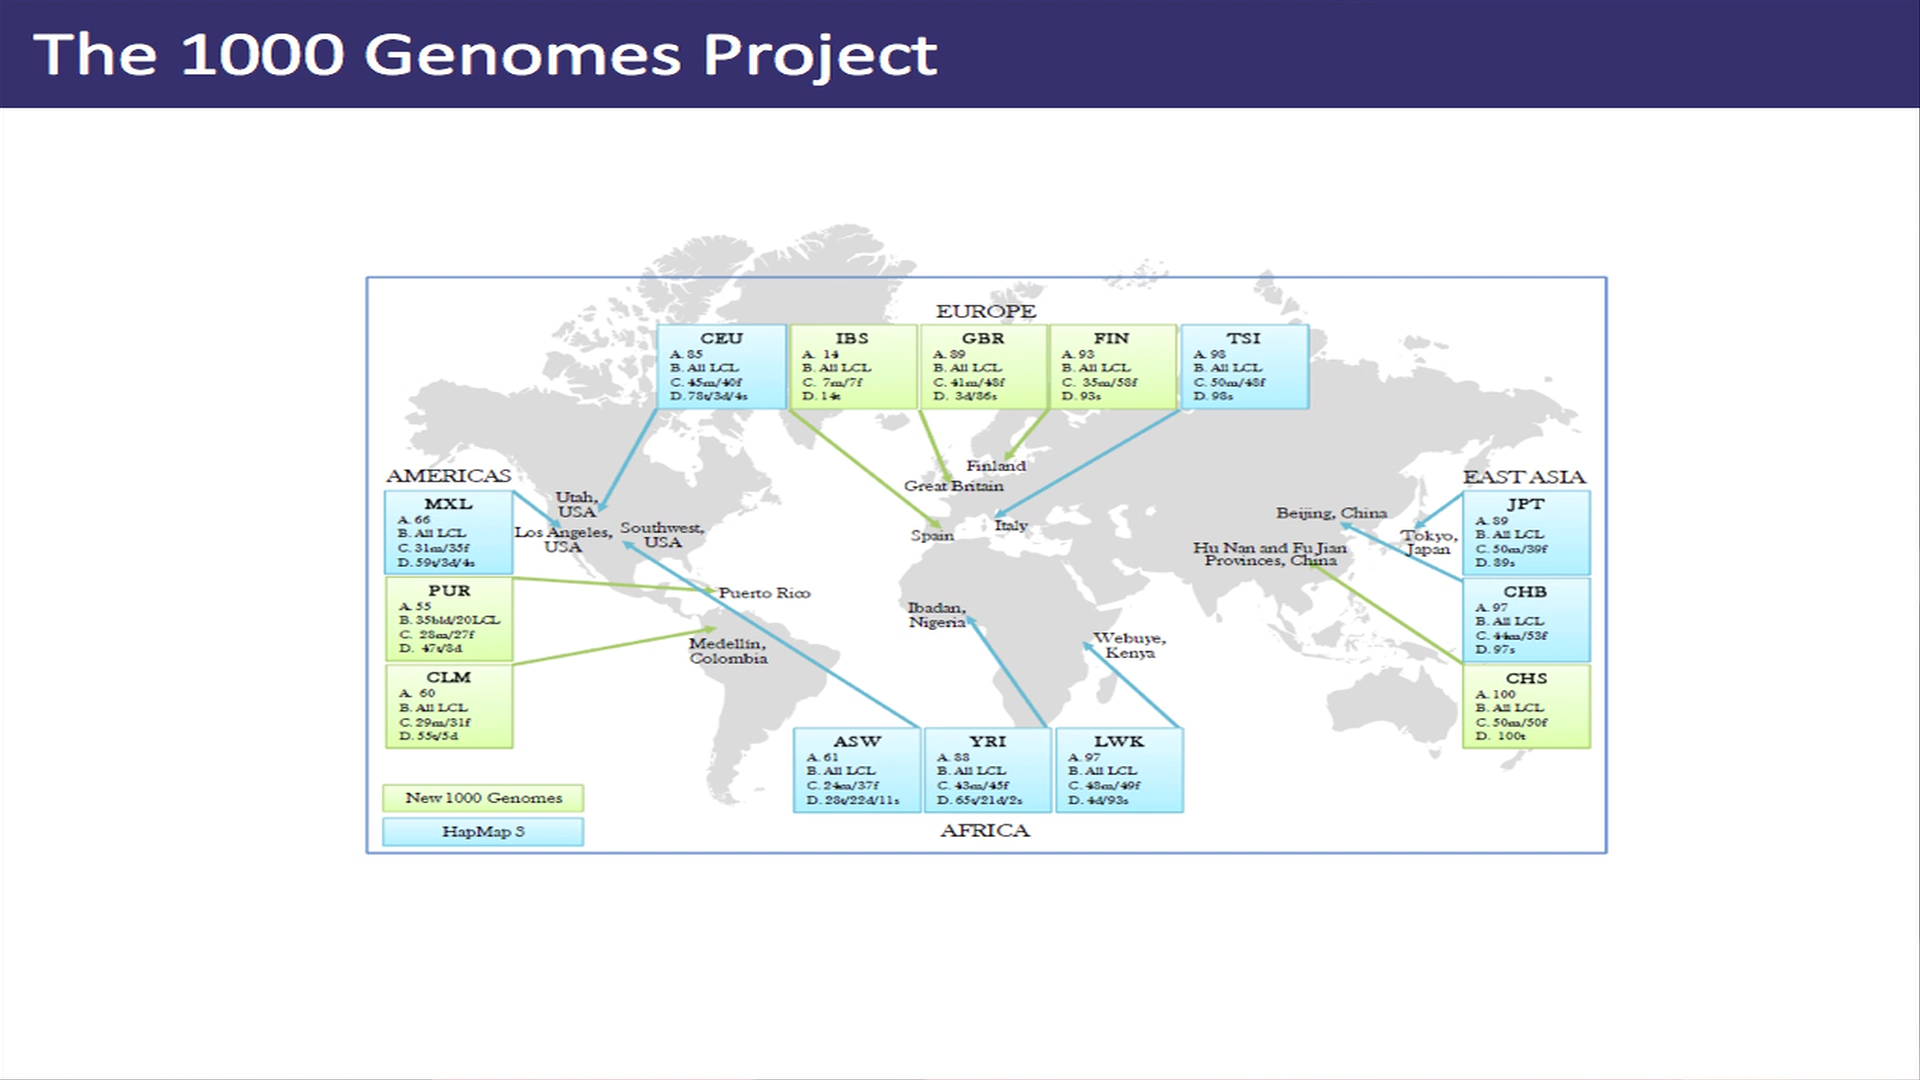 The 1000 Genomes Project
EUROPE
CEU
A. 85
B. All LCL
C. 45m/40f
D. 78t/3d/4s
IBS
A. 14
B. All LCL
C. 7m/7f
D. 14t
GBR
A. 89
B. All LCL
C. 41m/48f
D. 3d/86s
FIN
A. 93
B. All LCL
C. 35m/58f
D. 93s
TSI
A. 98
B. All LCL
C. 50m/48f
D. 98s
AMERICAS
MXL
A. 66
B. All LCL
C. 31m/35f
D. 59t/3d/4s
PUR
A. 55
B. 35bld/20LCL
C. 28m/27f
D. 47t/8d
CLM
A. 60
B. All LCL
C. 29m/31f
D. 55t/5d
Utah,
USA
Los Angeles,
USA
Southwest,
USA
Puerto Rico
Medellín,
Colombia
Finland
Great Britain
Spain
Italy
Ibadan,
Nigeria
Webuye,
Kenya
Beijing, China
Hu Nan and Fu Jian
Provinces, China
Tokyo,
Japan
EAST ASIA
JPT
A. 89
B. All LCL
C. 50m/39f
D. 89s
CHB
A. 97
B. All LCL
C. 44m/53f
D. 97s
CHS
A. 100
B. All LCL
C. 50m/50f
D. 100t
ASW
A. 61
B. All LCL
C. 24m/37f
D. 28t/22d/11s
YRI
A. 88
B. All LCL
C. 43m/45f
D. 65t/21d/2s
LWK
A. 97
B. All LCL
C. 48m/49f
D. 4d/93s
AFRICA
New 1000 Genomes
HapMap 3